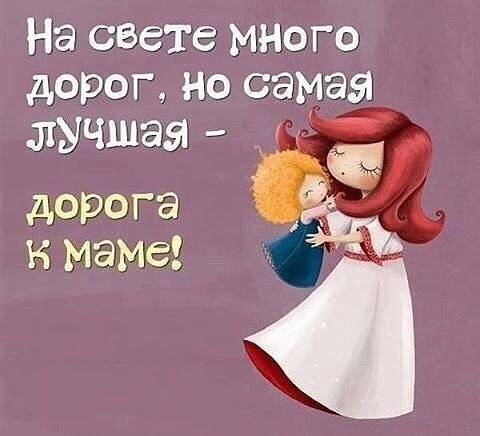 На свете много
дорог, но самая
лучшая –
дорога
к маме!